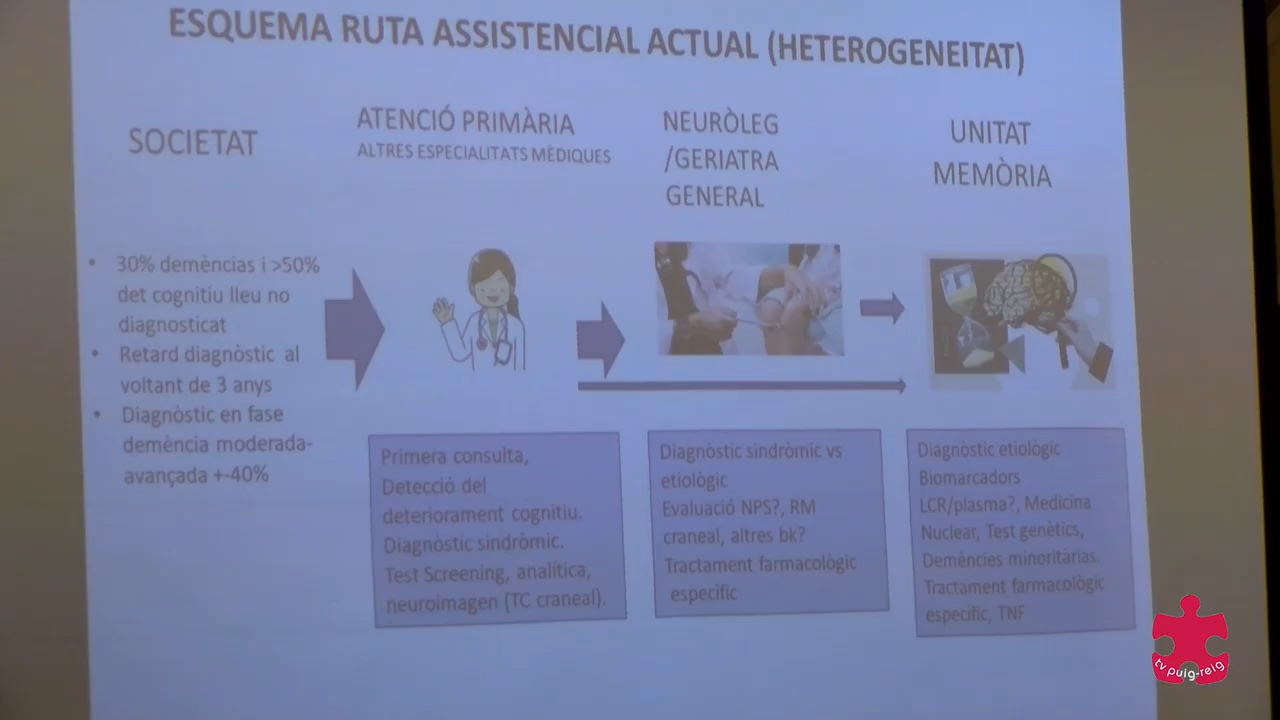 ESQUEMA RUTA ASSISTENCIAL ACTUAL (HETEROGENEITAT)
SOCIETAT
• 30% demències i >50%
det cognitiu lleu no
diagnosticat
• Retard diagnòstic al
voltant de 3 anys
• Diagnòstic en fase
demència moderada-
avançada +-40%
ATENCIÓ PRIMÀRIA
ALTRES ESPECIALITATS MÈDIQUES
Primera consulta,
Detecció del
deteriorament cognitiu.
Diagnòstic sindròmic.
Test Screening, analítica,
neuroimagen (TC craneal).
NEURÒLEG
/GERIATRA
GENERAL
Diagnòstic sindròmic vs
etiològic
Evaluació NPS?, RM
craneal, altres bk?
Tractament farmacològic
específic
UNITAT
MEMÒRIA
Diagnòstic etiològic
Biomarcadors
LCR/plasma?, Medicina
Nuclear, Test genètics,
Demències minoritàrias.
Tractament farmacològic
específic, TNF
tv puig-reig